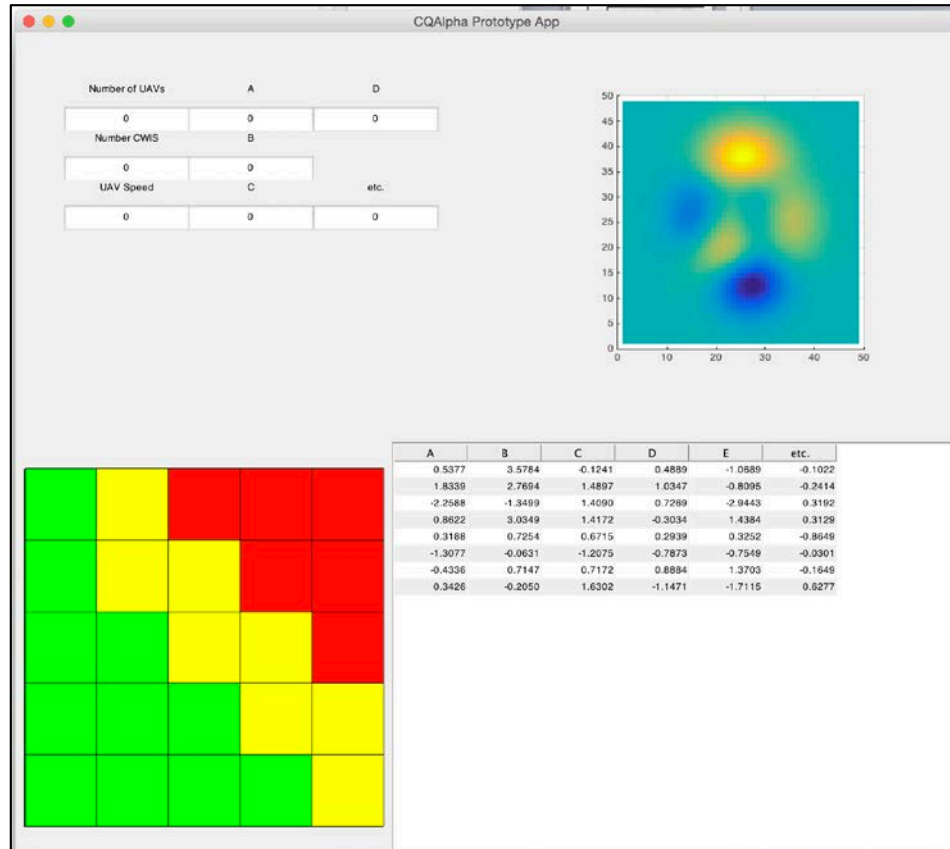 CQAlpha Prototype App
Number of UAVs A D
0 0 0
Number CWIS B
0 0
UAV Speed C etc.
0 0 0
50
45
40
35
30
25
20
15
10
5
0
0 10 20 30 40 50
A B C D E etc.
0.5377 3.5784 -0.1241 0.4889 -1.0689 -0.1022
1.8339 2.7694 1.4897 1.0347 -0.8095 -0.2414
-2.2588 -1.3499 1.4090 0.7269 -2.9443 0.3192
0.8622 3.0349 1.4172 -0.3034 1.4384 0.3129
0.3188 0.7254 0.6715 0.2939 0.3252 -0.8649
-1.3077 -0.0631 -1.2075 -0.7873 -0.7549 -0.0301
-0.4336 0.7147 0.7172 0.8884 1.3703 -0.1649
0.3426 -0.2050 1.6302 -1.1471 -1.7115 0.6277